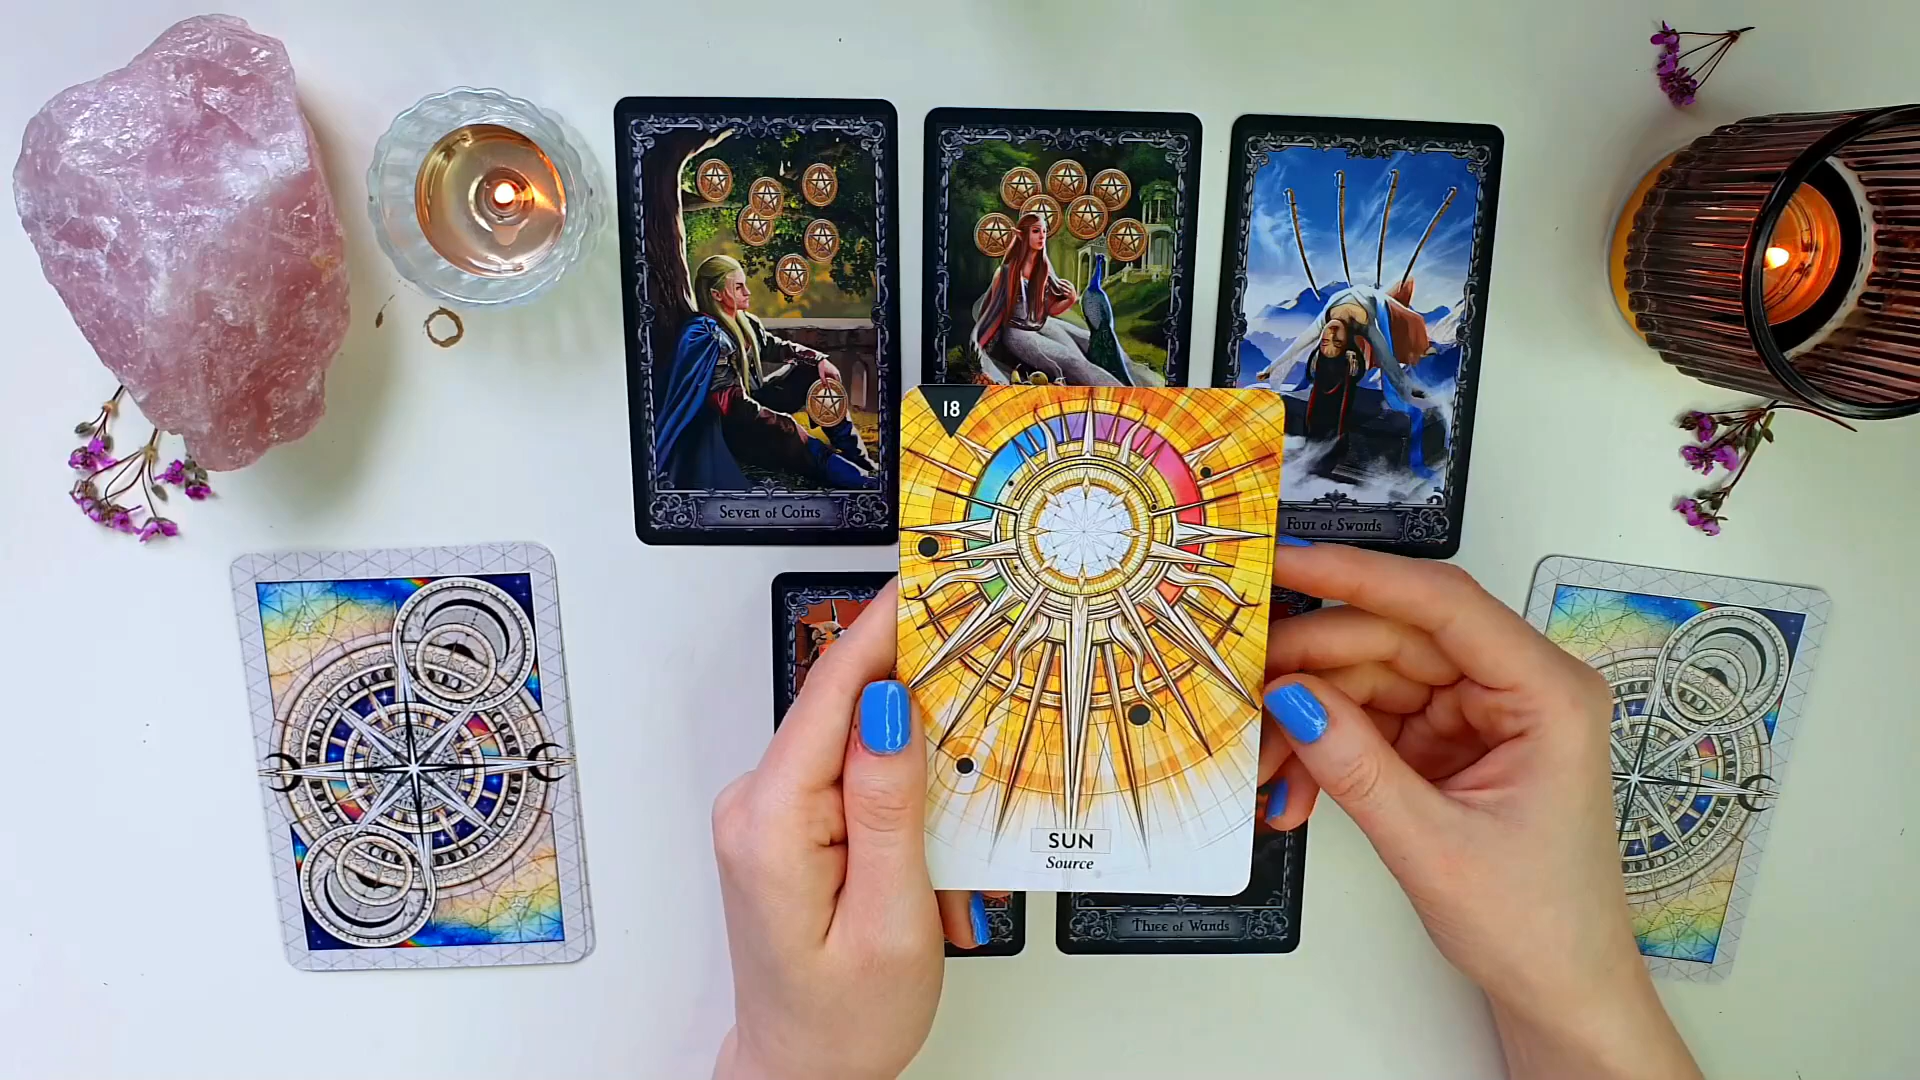 Seven of Coins
Four of Swords
18
SUN
Source
Three of Wands